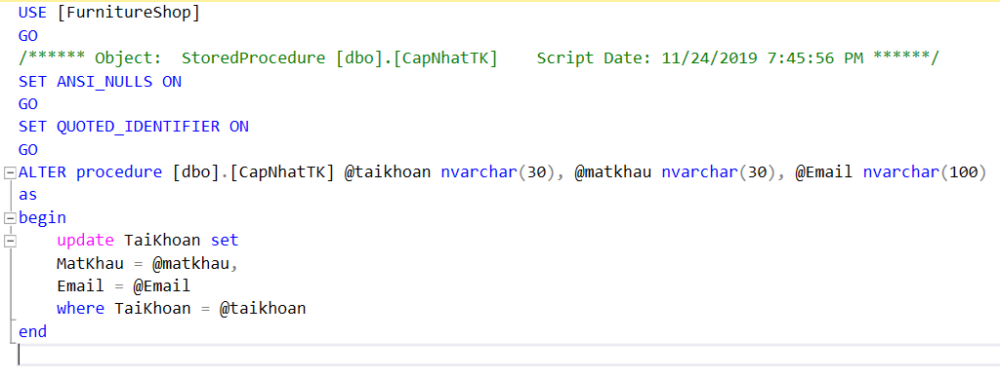 USE [FurnitureShop]
GO
/****** Object:  StoredProcedure [dbo].[CapNhatTK]    Script Date: 11/24/2019 7:45:56 PM ******/
SET ANSI_NULLS ON
GO
SET QUOTED_IDENTIFIER ON
GO
ALTER procedure [dbo].[CapNhatTK] @taikhoan nvarchar(30), @matkhau nvarchar(30), @Email nvarchar(100)
as
begin
    update TaiKhoan set
    MatKhau = @matkhau,
    Email = @Email
    where TaiKhoan = @taikhoan
end